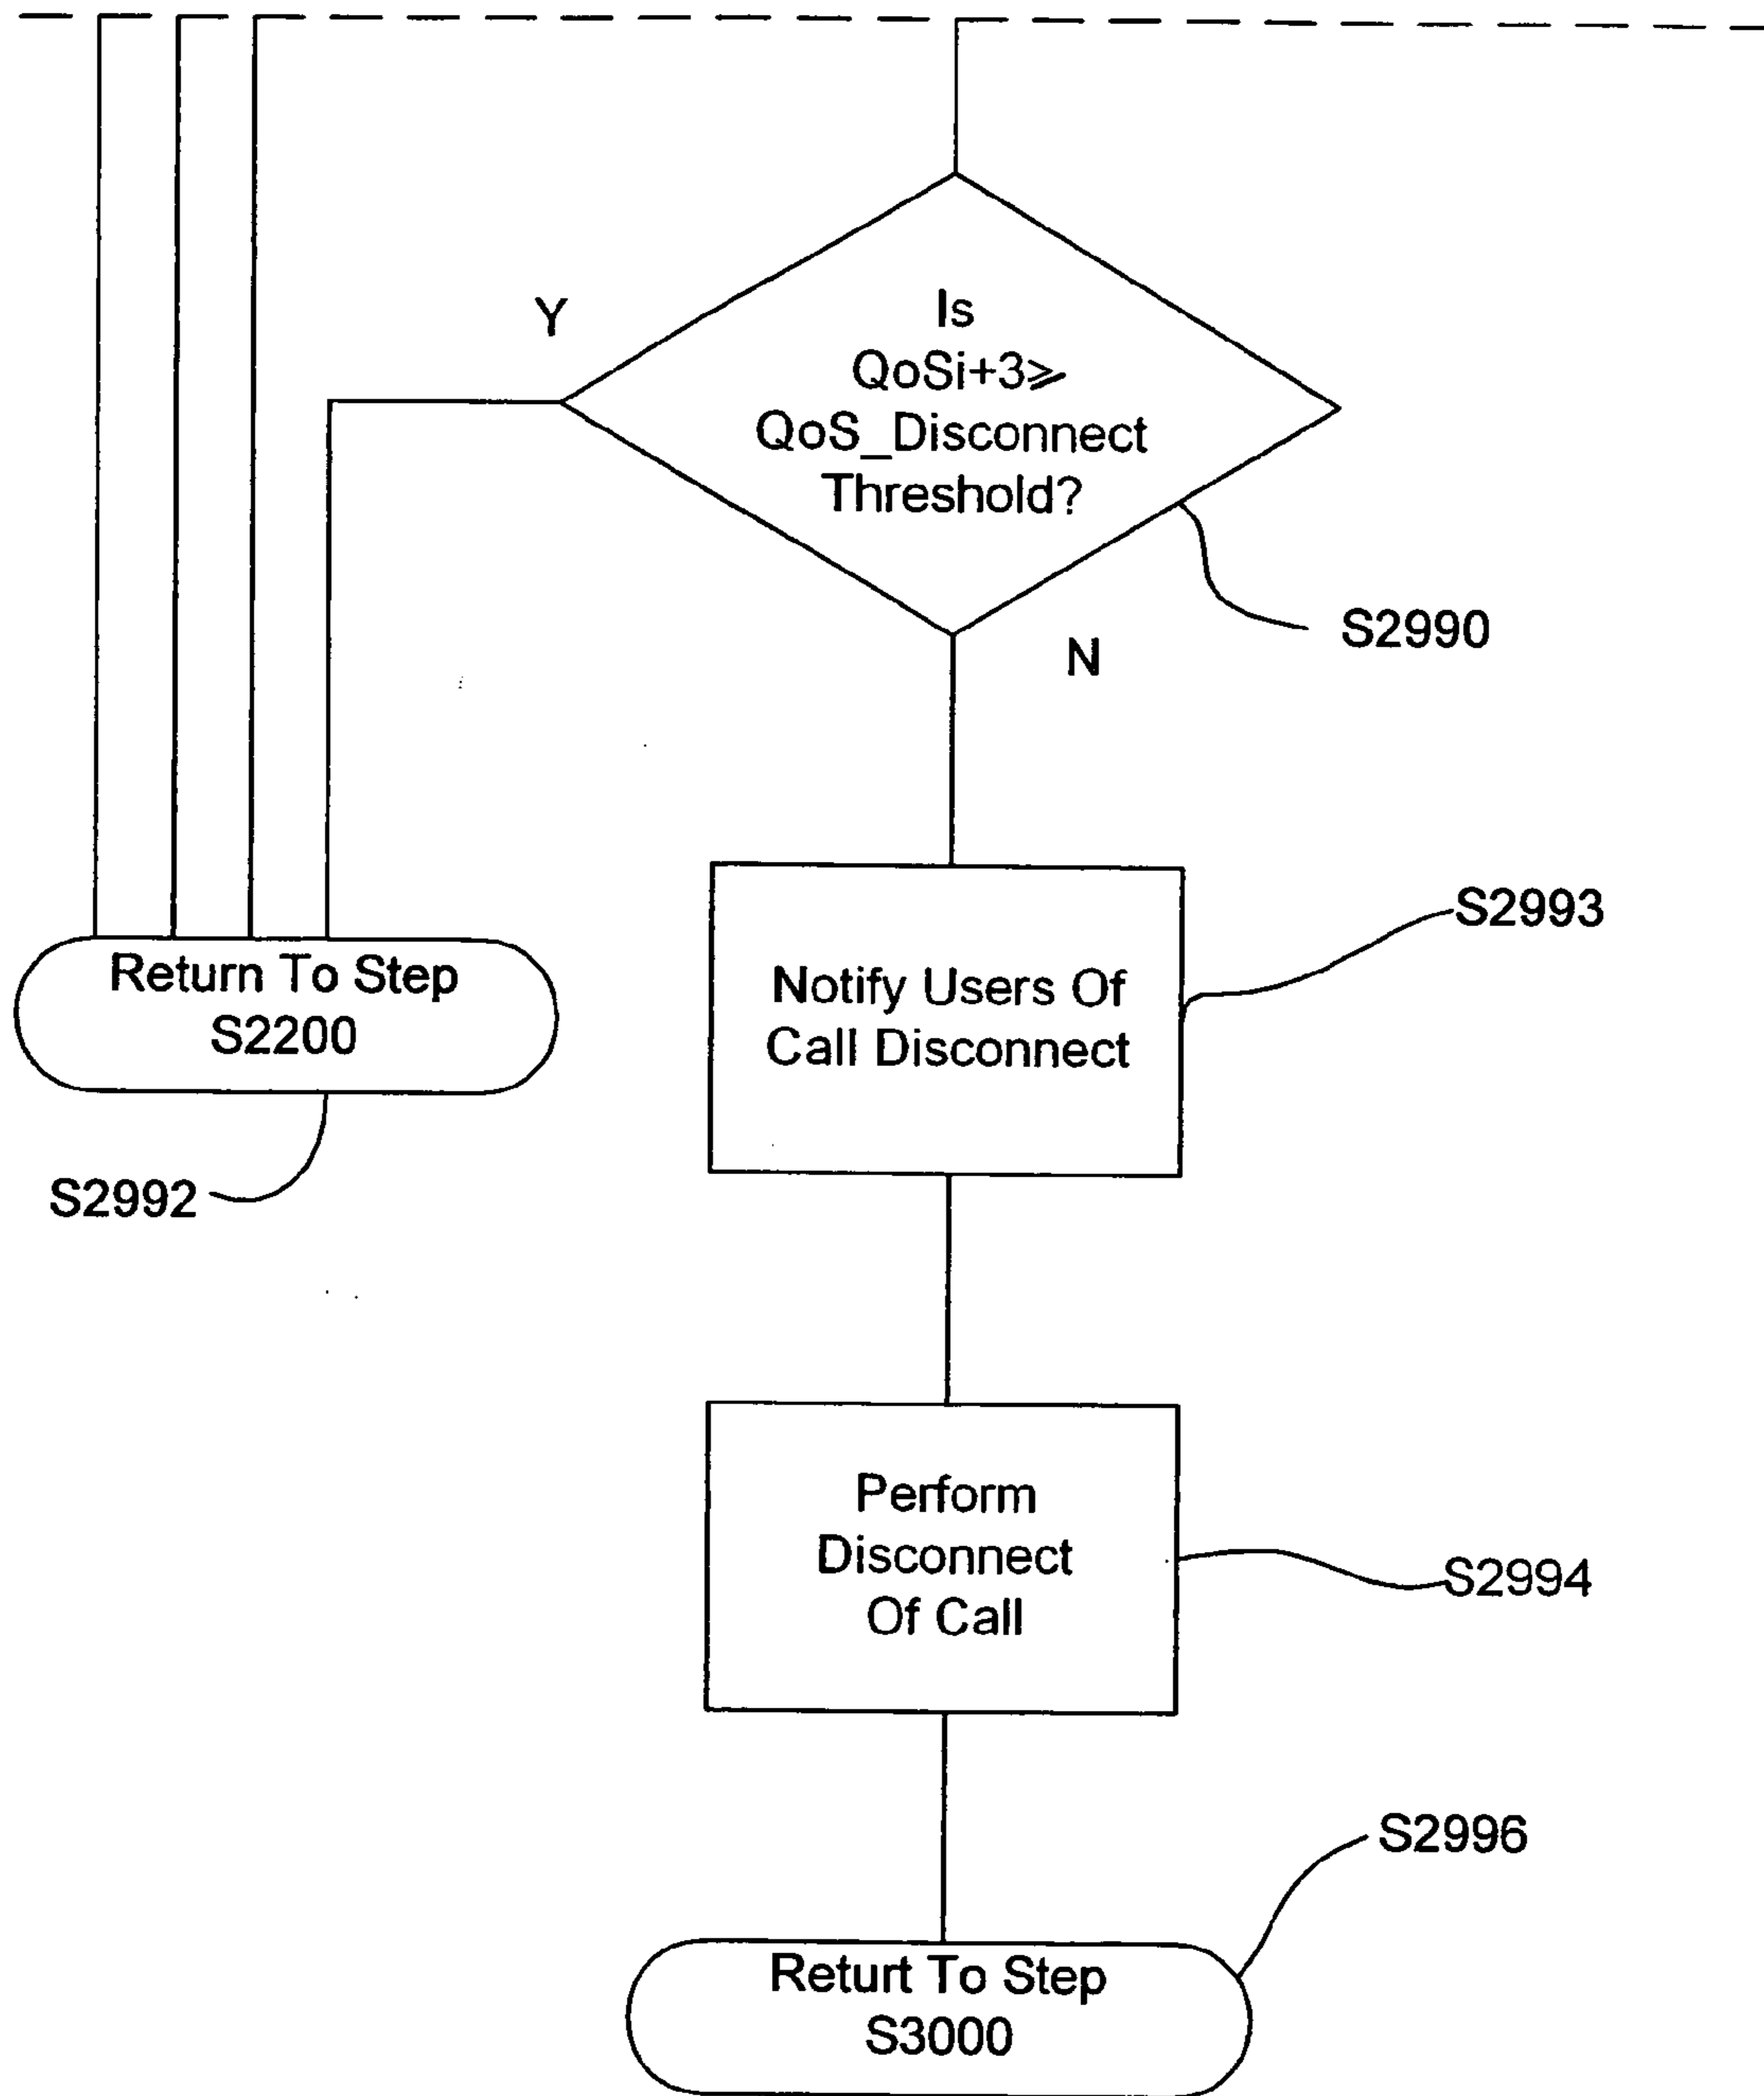 Y
Is
QoSi+3⩾
QoS_Disconnect
Threshold?
S2990
N
Return To Step
S2200
S2992
Notify Users Of
Call Disconnect
S2993
Perform
Disconnect
Of Call
S2994
Returt To Step
S3000
S2996